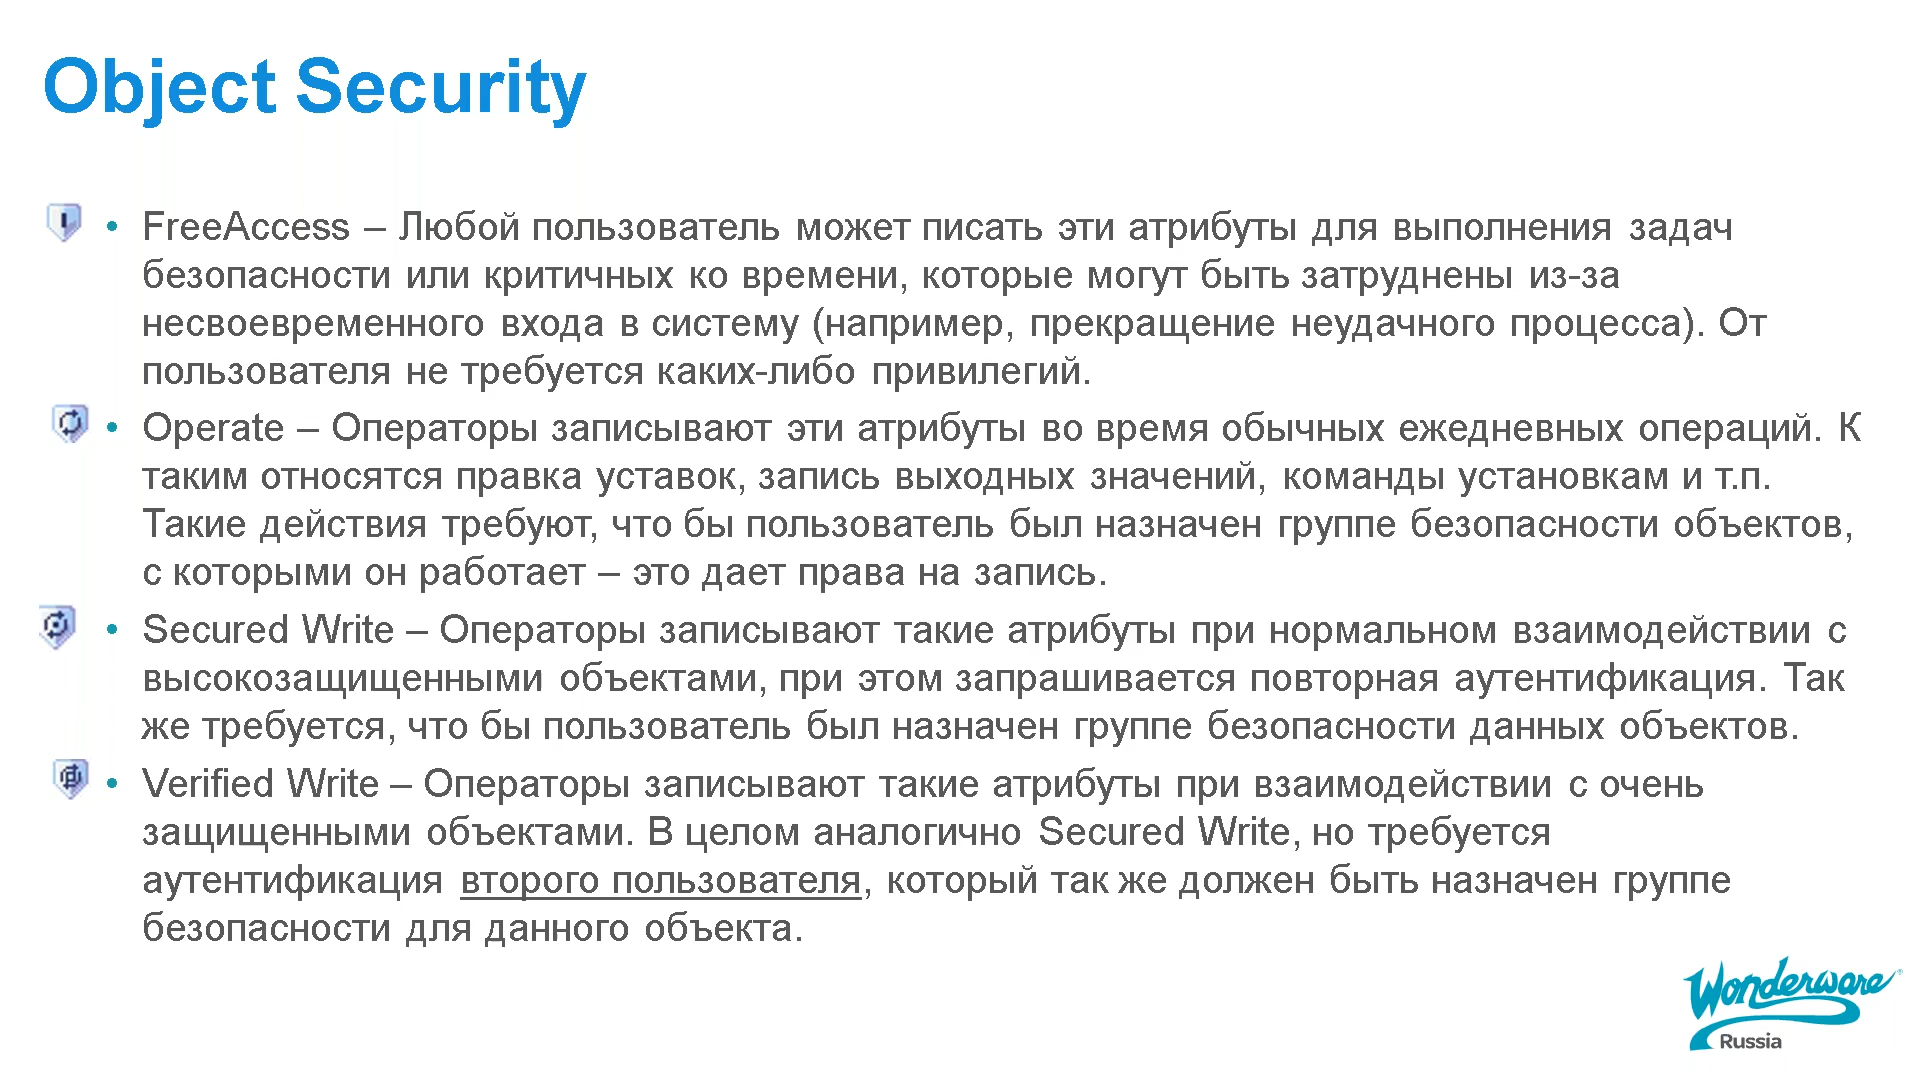 Object Security
• FreeAccess – Любой пользователь может писать эти атрибуты для выполнения задач
безопасности или критичных ко времени, которые могут быть затруднены из-за
несвоевременного входа в систему (например, прекращение неудачного процесса). От
пользователя не требуется каких-либо привилегий.
• Operate – Операторы записывают эти атрибуты во время обычных ежедневных операций. К
таким относятся правка уставок, запись выходных значений, команды установкам и т.п.
Такие действия требуют, что бы пользователь был назначен группе безопасности объектов,
с которыми он работает – это дает права на запись.
• Secured Write – Операторы записывают такие атрибуты при нормальном взаимодействии с
высокозащищенными объектами, при этом запрашивается повторная аутентификация. Так
же требуется, что бы пользователь был назначен группе безопасности данных объектов.
• Verified Write – Операторы записывают такие атрибуты при взаимодействии с очень
защищенными объектами. В целом аналогично Secured Write, но требуется
аутентификация второго пользователя, который так же должен быть назначен группе
безопасности для данного объекта.
Wonderware®
Russia